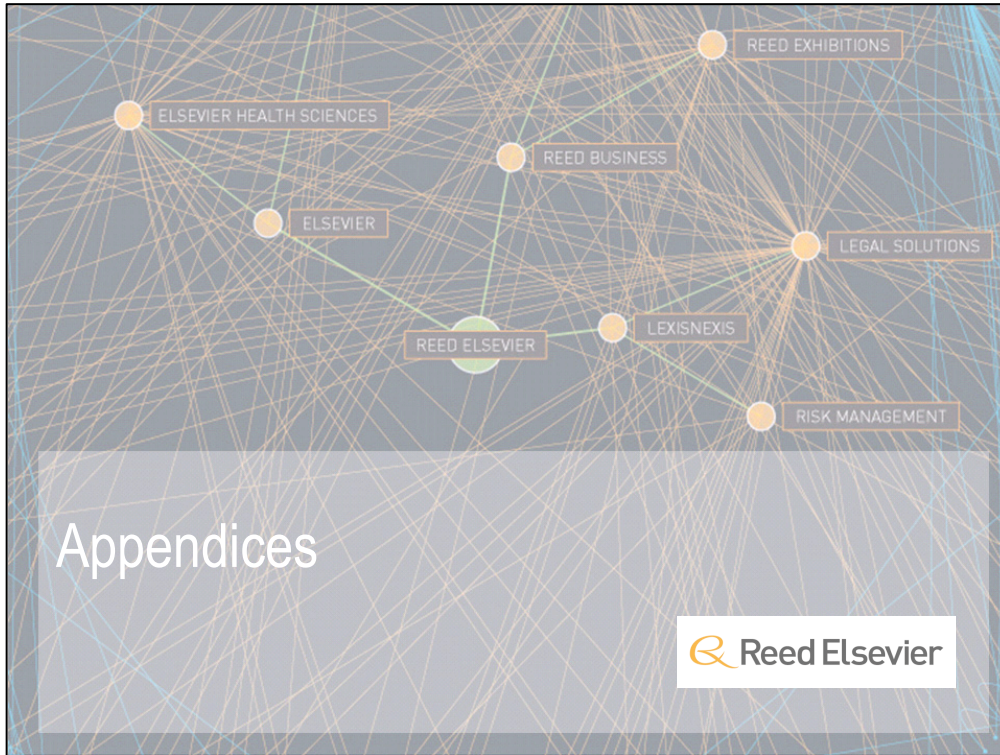 REED EXHIBITIONS
ELSEVIER HEALTH SCIENCES
REED BUSINESS
ELSEVIER
LEGAL SOLUTIONS
LEXISNEXIS
REED ELSEVIER
RISK MANAGEMENT
Appendices
Reed Elsevier